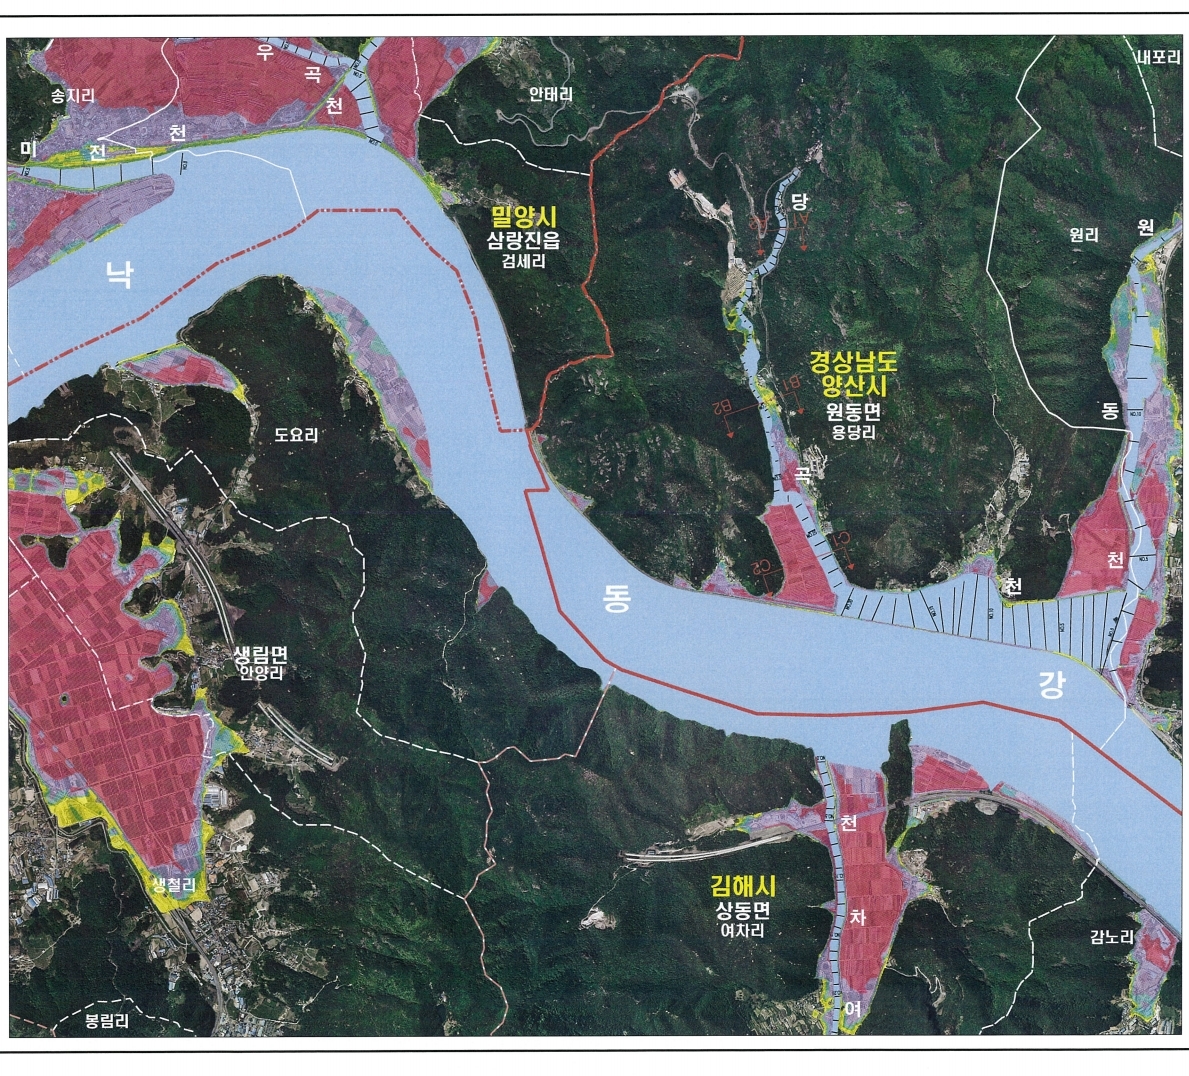 우
곡
천
송지리
미
전
천
안태리
내포리
당
원
원리
밀양시
삼랑진읍
검세리
낙
경상남도
양산시
원동면
용당리
B1
B2
동
도요리
곡
C1
C2
천
천
동
강
생림면
안양리
천
김해시
상동면
여차리
차
생철리
감노리
여
봉림리